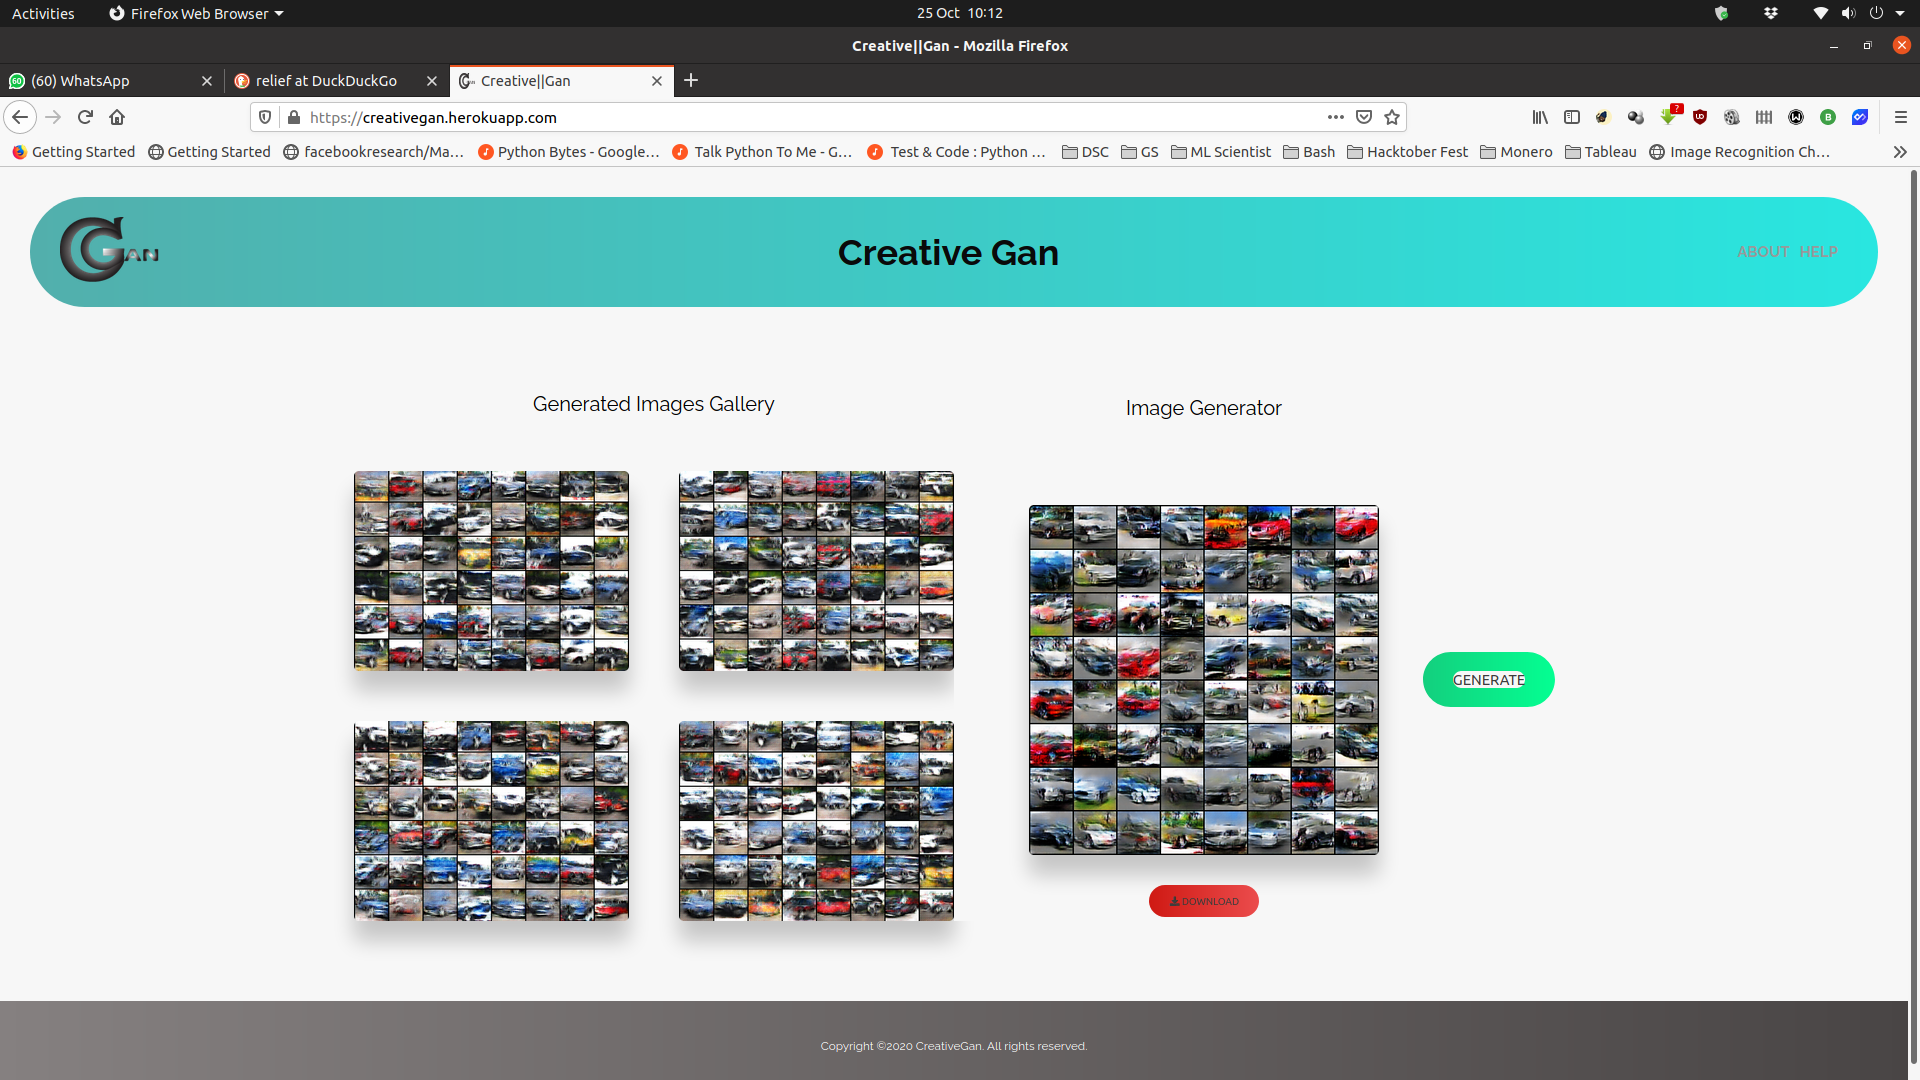 Activities Firefox Web Browser 25 Oct 10:12
Creative||Gan - Mozilla Firefox
(60) WhatsApp relief at DuckDuckGo Creative||Gan
https://creativegan.herokuapp.com
Getting Started Getting Started facebookresearch/Ma… Python Bytes - Google… Talk Python To Me - G… Test & Code : Python … DSC GS ML Scientist Bash Hacktober Fest Monero Tableau Image Recognition Ch…
GAN Creative Gan ABOUT HELP
Generated Images Gallery
Image Generator
GENERATE
DOWNLOAD
Copyright ©2020 CreativeGan. All rights reserved.